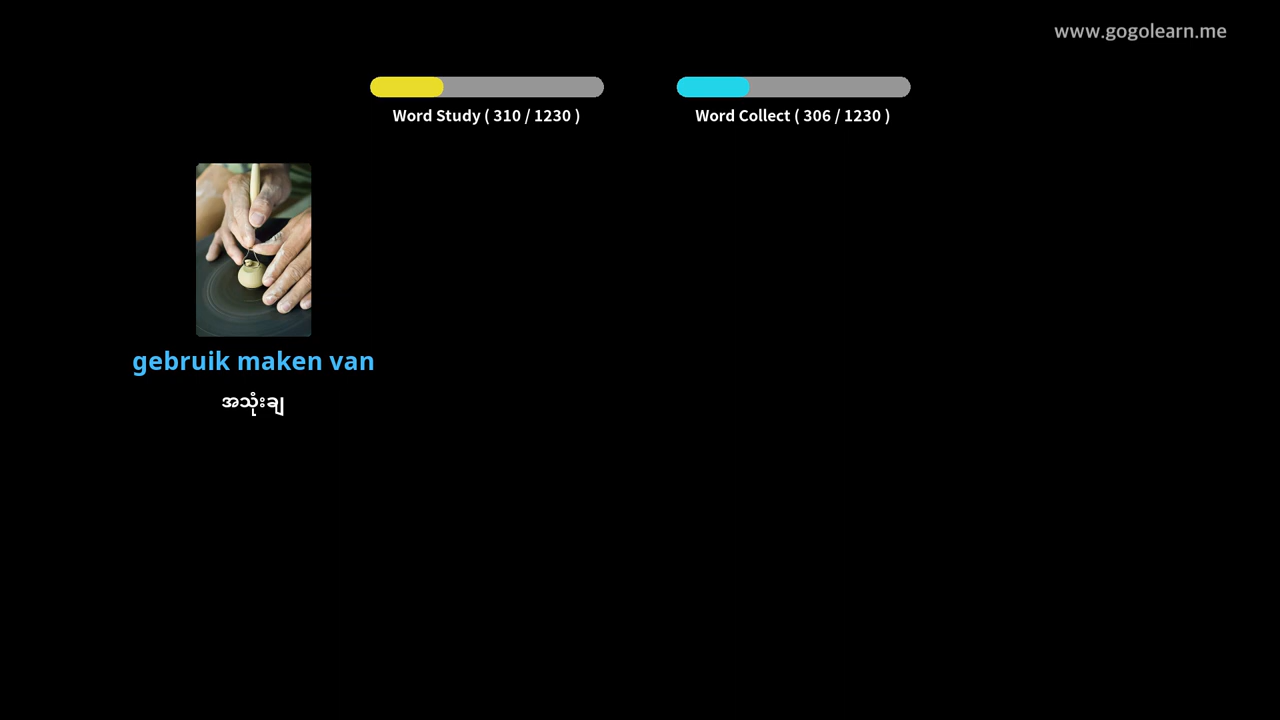 www.gogolearn.me
Word Study ( 310 / 1230 )
Word Collect ( 306 / 1230 )
gebruik maken van
အသုံးချ